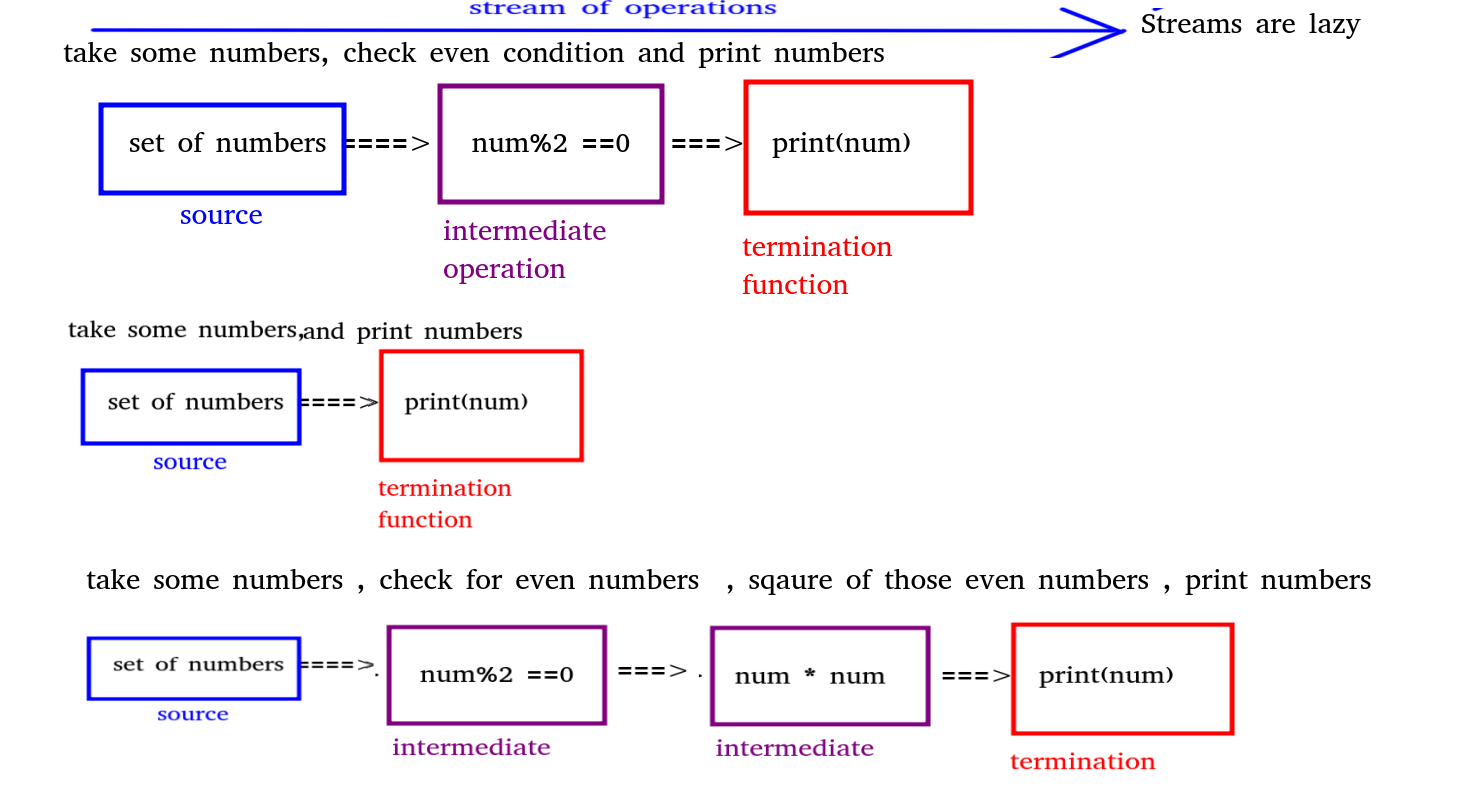 stream of operations
Streams are lazy
take some numbers, check even condition and print numbers
set of numbers ====> num%2 ==0 ===> print(num)
source
intermediate
operation
termination
function
take some numbers,and print numbers
set of numbers ====> print(num)
source
termination
function
take some numbers , check for even numbers , sqaure of those even numbers , print numbers
set of numbers ====>. num%2 ==0 ===> . num * num ===> print(num)
source
intermediate
intermediate
termination